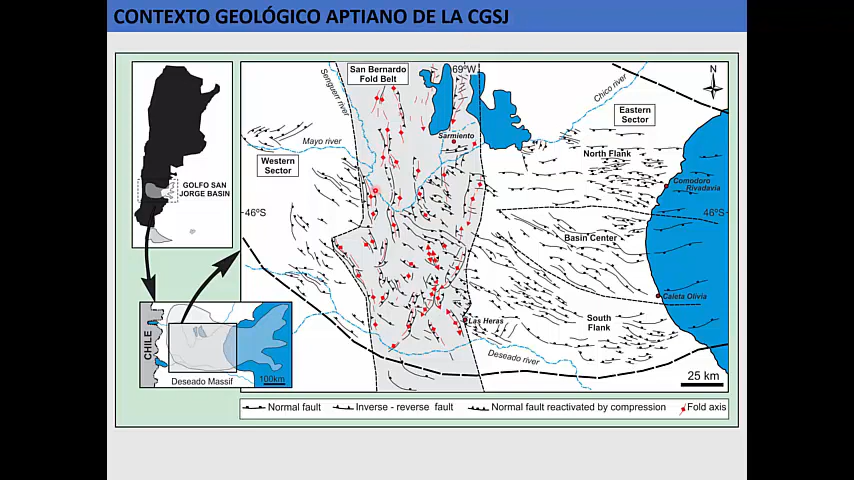 CONTEXTO GEOLÓGICO APTIANO DE LA CGSJ
San Bernardo
Fold Belt
69°W
N
Senguerr river
Chico river
Eastern
Sector
Sarmiento
Mayo river
North Flank
Western
Sector
GOLFO SAN
JORGE BASIN
Comodoro
Rivadavia
46°S
46°S
Basin Center
Caleta Olivia
Las Heras
South
Flank
CHILE
Deseado river
Deseado Massif
100km
25 km
Normal fault
Inverse - reverse fault
Normal fault reactivated by compression
Fold axis